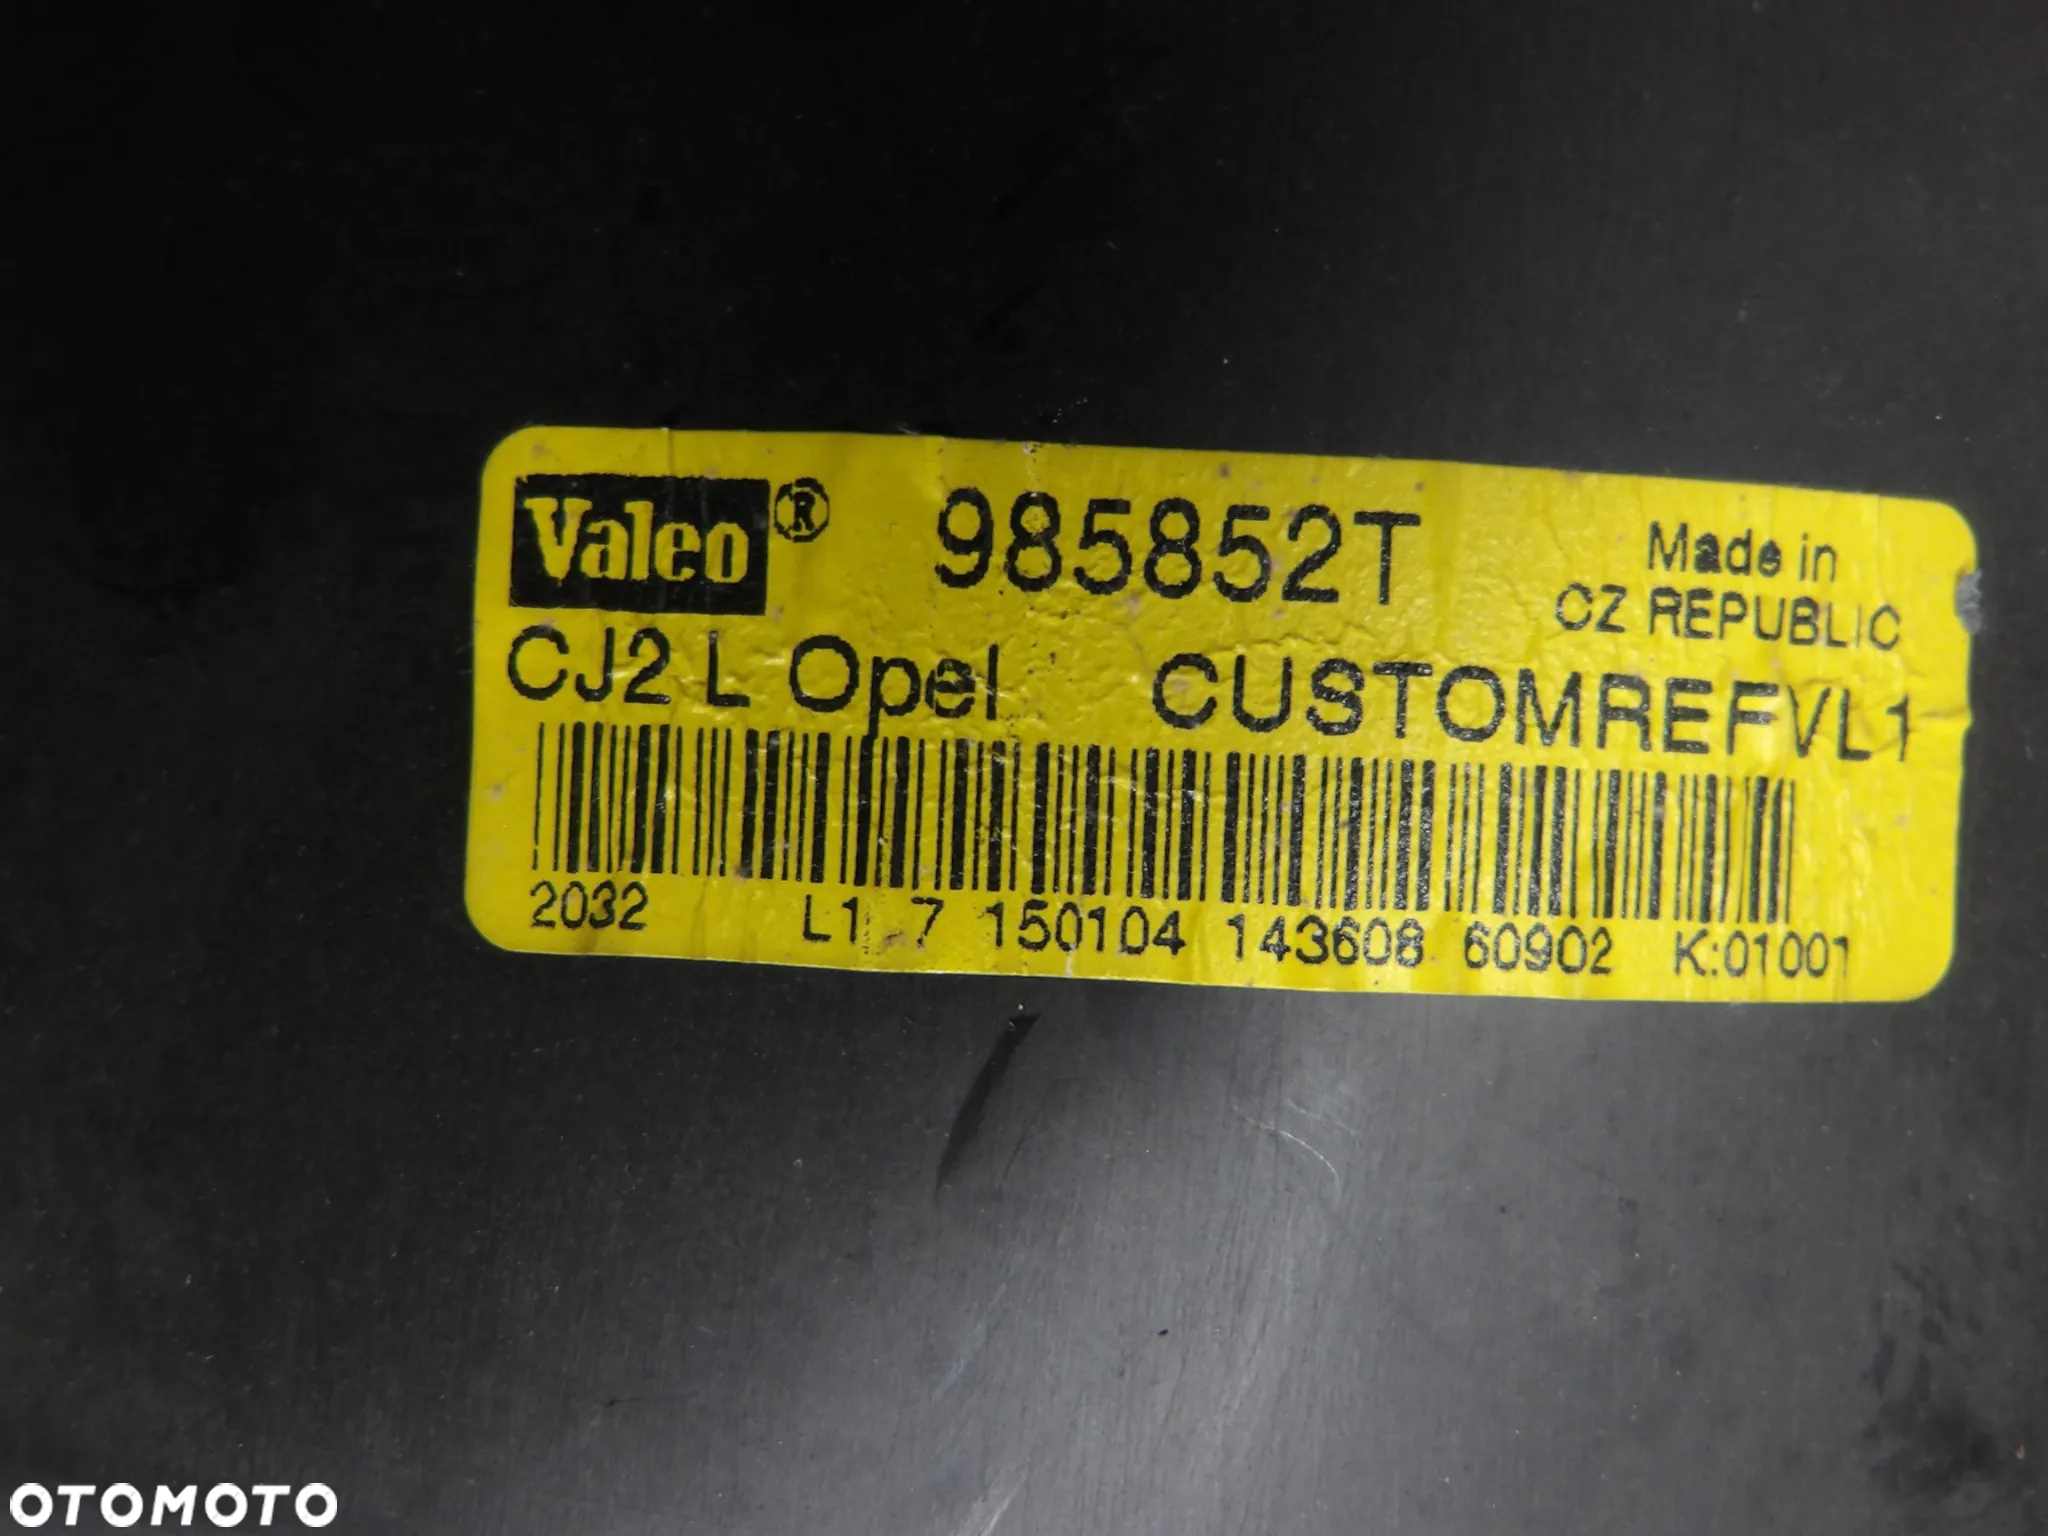 Valeo® 985852T Made in
CZ REPUBLIC
CJ2 L Opel CUSTOMREFVL1
2032 L1 7 150104 143608 60902 K:01001
OTOMOTO